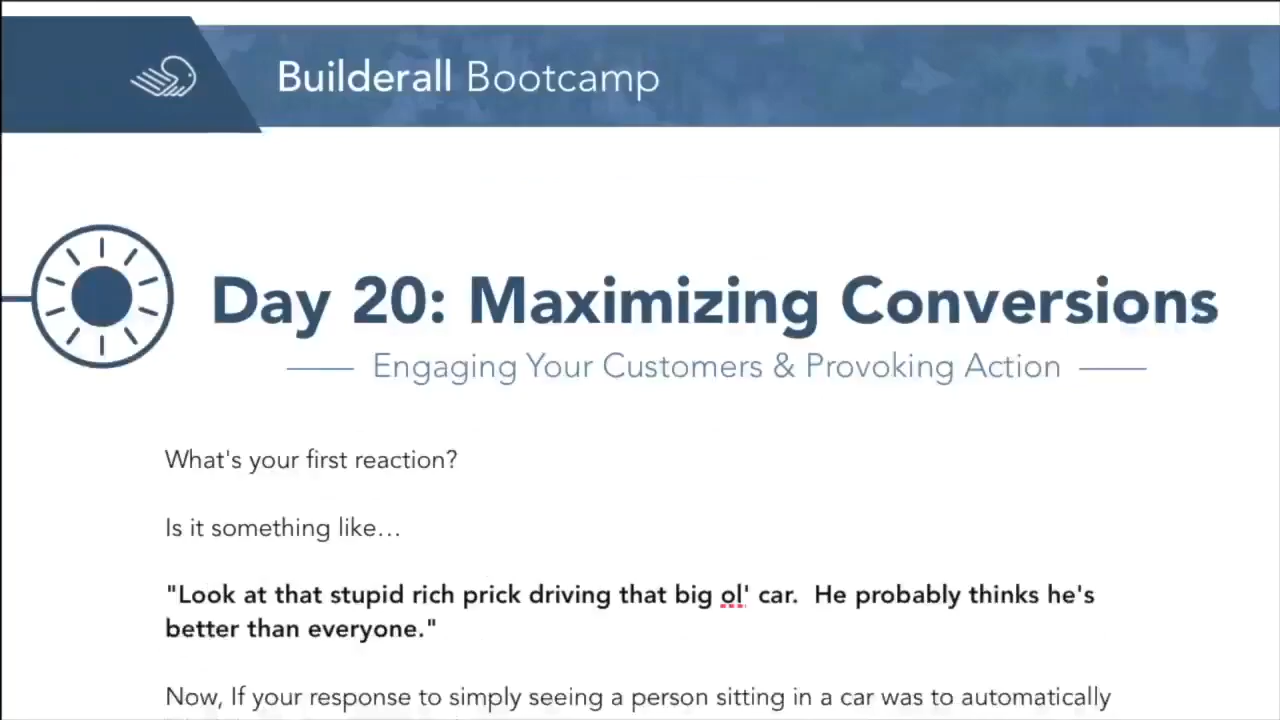 Builderall Bootcamp
Day 20: Maximizing Conversions
Engaging Your Customers & Provoking Action
What's your first reaction?
Is it something like…
"Look at that stupid rich prick driving that big ol' car.  He probably thinks he's
better than everyone."
Now, If your response to simply seeing a person sitting in a car was to automatically